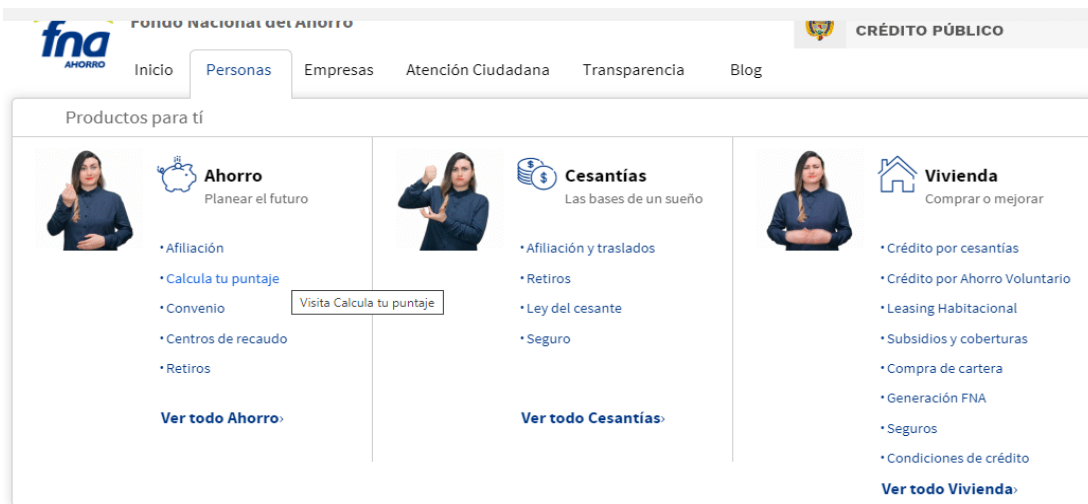 Fondo Nacional del Ahorro
fna
AHORRO
CRÉDITO PÚBLICO
Inicio Personas Empresas Atención Ciudadana Transparencia Blog
Productos para tí
Ahorro
Planear el futuro
• Afiliación
• Calcula tu puntaje
Visita Calcula tu puntaje
• Convenio
• Centros de recaudo
• Retiros
Ver todo Ahorro›
Cesantías
Las bases de un sueño
• Afiliación y traslados
• Retiros
• Ley del cesante
• Seguro
Ver todo Cesantías›
Vivienda
Comprar o mejorar
• Crédito por cesantías
• Crédito por Ahorro Voluntario
• Leasing Habitacional
• Subsidios y coberturas
• Compra de cartera
• Generación FNA
• Seguros
• Condiciones de crédito
Ver todo Vivienda›